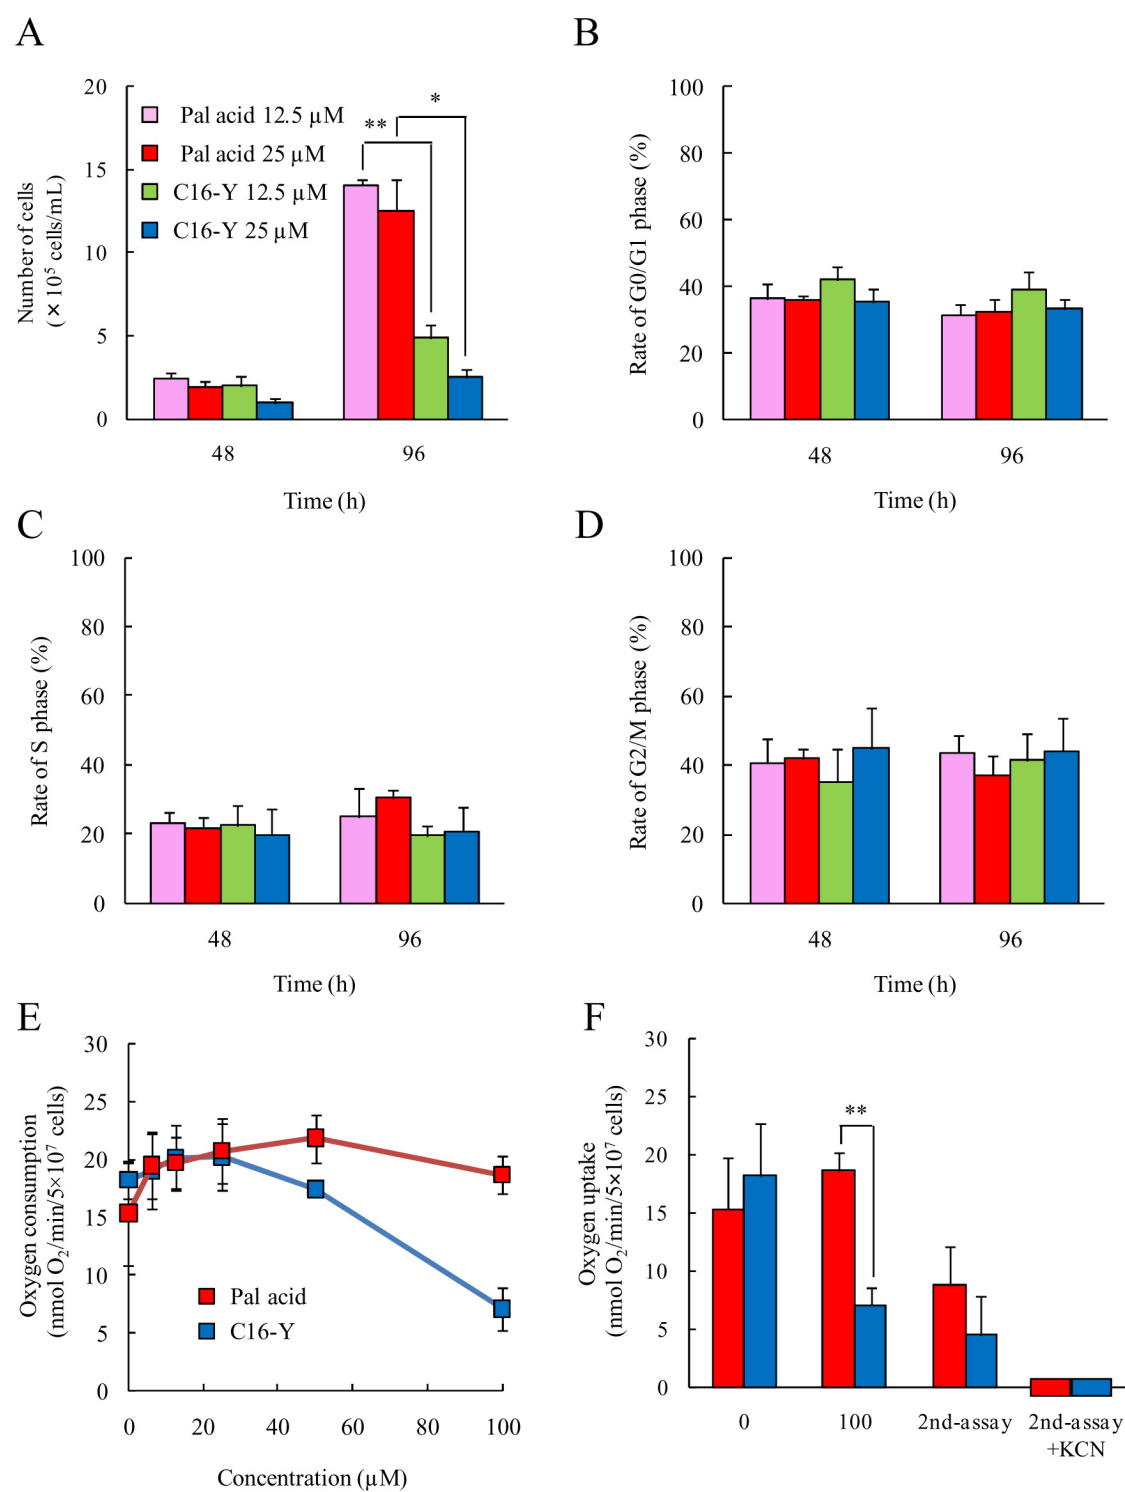 A
Number of cells
(×10⁵ cells/mL)
20
15
10
5
0
Pal acid 12.5 µM
Pal acid 25 µM
C16-Y 12.5 µM
C16-Y 25 µM
**
*
48
96
Time (h)
B
Rate of G0/G1 phase (%)
100
80
60
40
20
0
48
96
Time (h)
C
Rate of S phase (%)
100
80
60
40
20
0
48
96
Time (h)
D
Rate of G2/M phase (%)
100
80
60
40
20
0
48
96
Time (h)
E
Oxygen consumption
(nmol O₂/min/5×10⁷ cells)
30
25
20
15
10
5
0
Pal acid
C16-Y
0 20 40 60 80 100
Concentration (µM)
F
Oxygen uptake
(nmol O₂/min/5×10⁷ cells)
30
25
20
15
10
5
0
**
0 100 2nd-assay 2nd-assay
+KCN